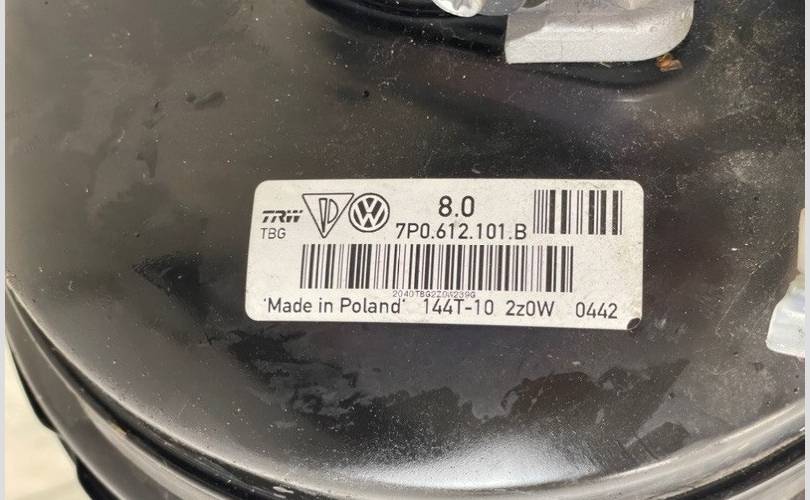 TRW 8.0
TBG 7P0.612.101.B
'Made in Poland' 144T-10 2z0W 0442